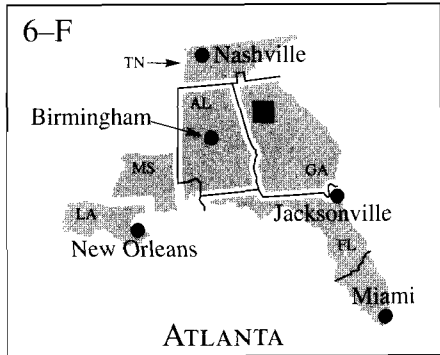 6–F
TN
Nashville
AL
Birmingham
MS
GA
LA
Jacksonville
New Orleans
FL
Miami
ATLANTA